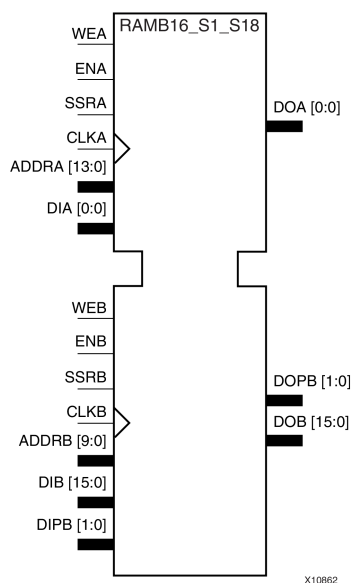 RAMB16_S1_S18
WEA
ENA
SSRA
CLKA
ADDRA [13:0]
DIA [0:0]
DOA [0:0]
WEB
ENB
SSRB
CLKB
ADDRB [9:0]
DIB [15:0]
DIPB [1:0]
DOPB [1:0]
DOB [15:0]
X10862